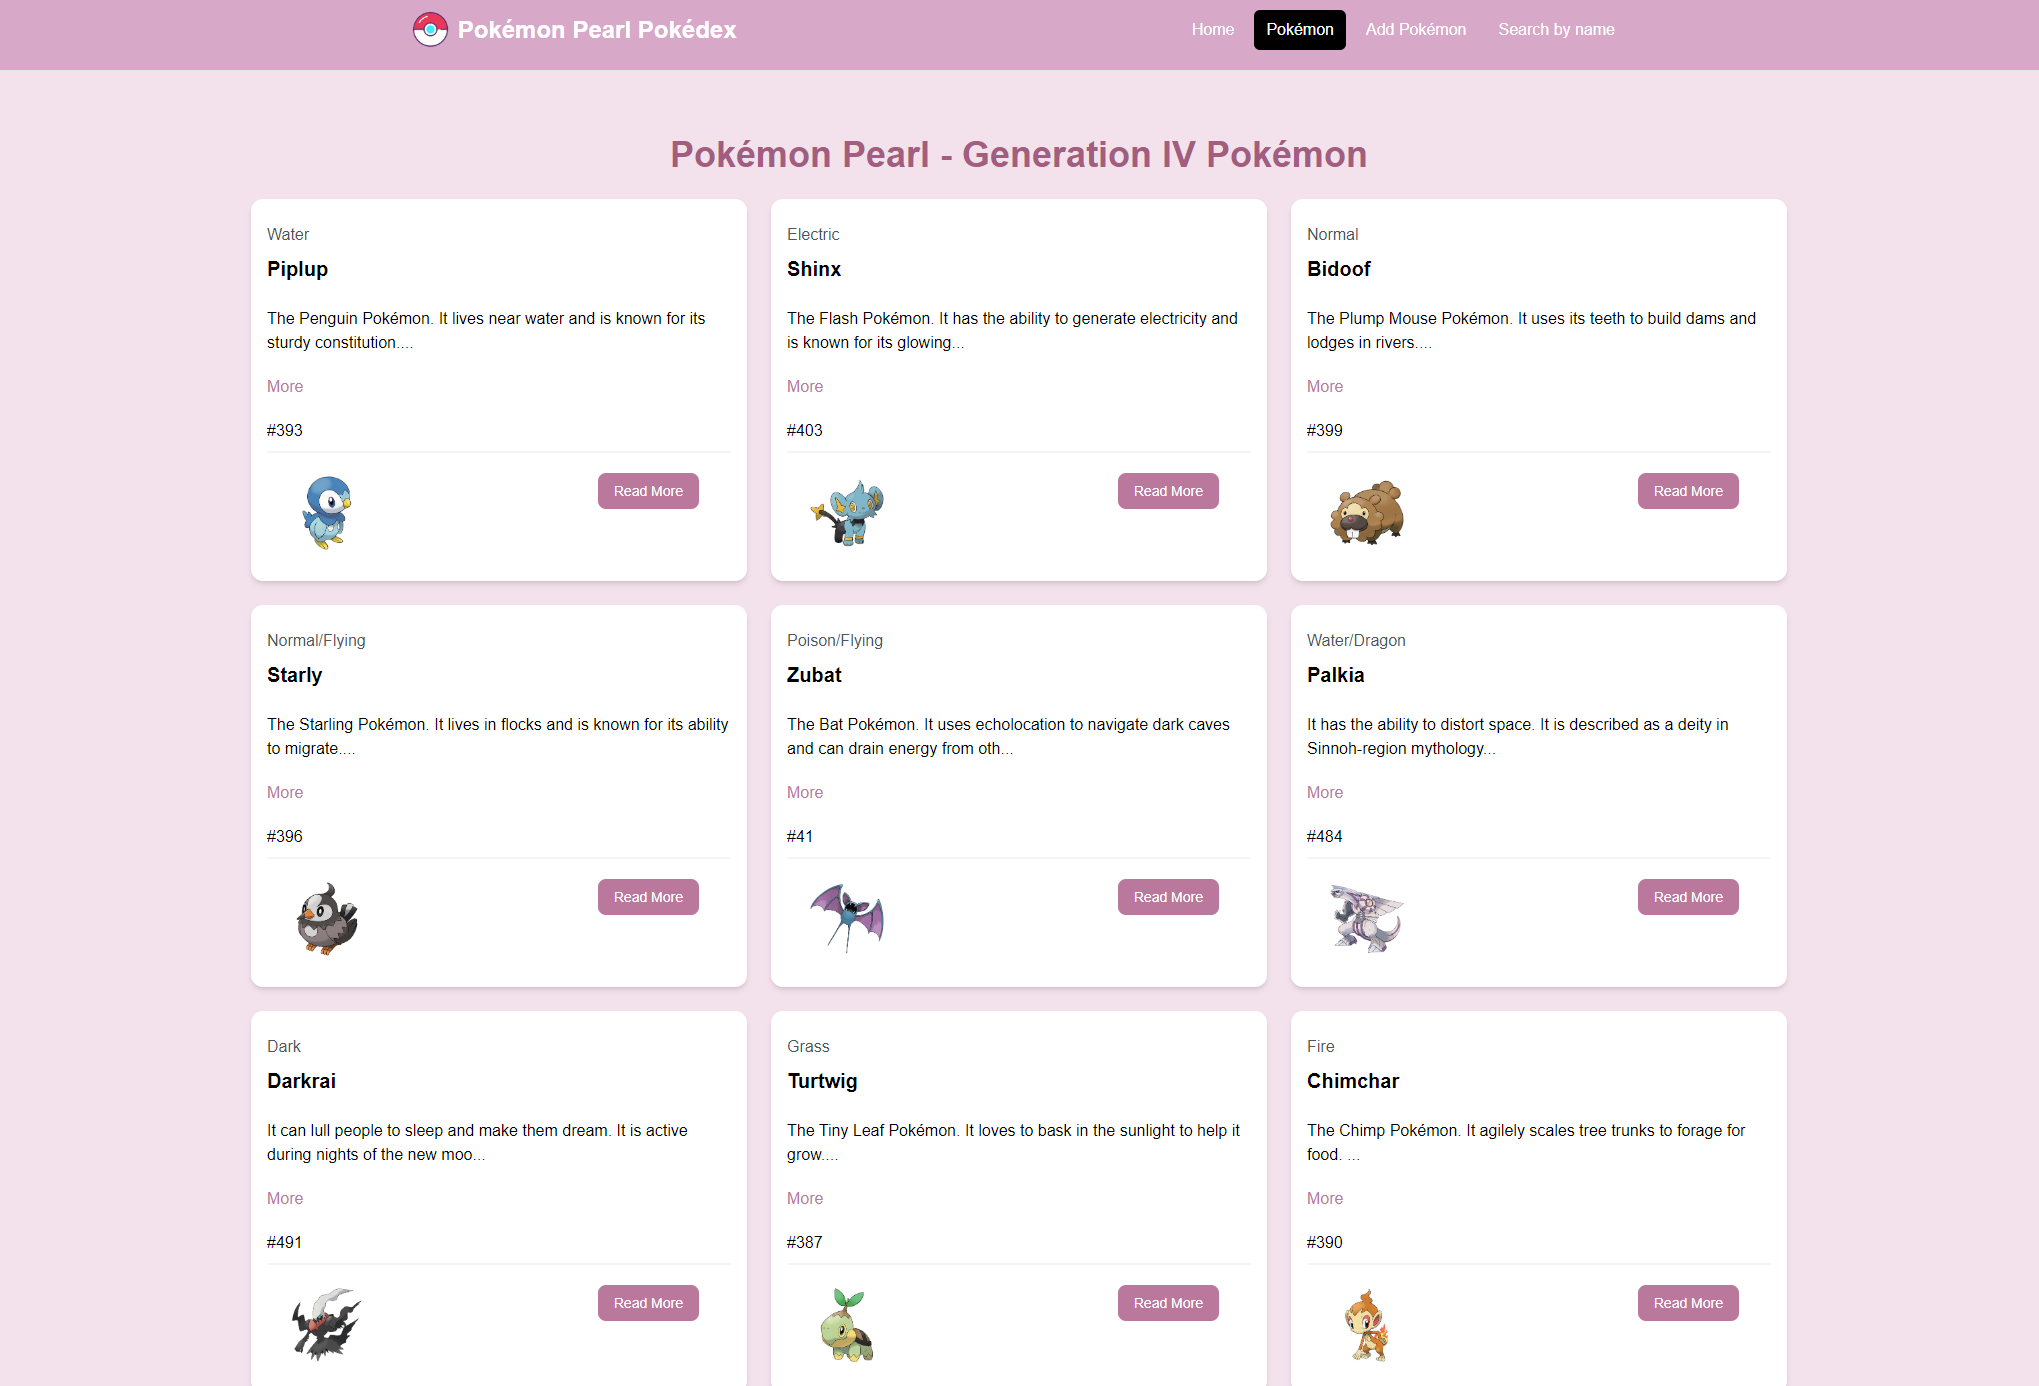 Pokémon Pearl Pokédex
Home
Pokémon
Add Pokémon
Search by name
Pokémon Pearl - Generation IV Pokémon
Water
Piplup
The Penguin Pokémon. It lives near water and is known for its
sturdy constitution....
More
#393
Read More
Electric
Shinx
The Flash Pokémon. It has the ability to generate electricity and
is known for its glowing...
More
#403
Read More
Normal
Bidoof
The Plump Mouse Pokémon. It uses its teeth to build dams and
lodges in rivers....
More
#399
Read More
Normal/Flying
Starly
The Starling Pokémon. It lives in flocks and is known for its ability
to migrate....
More
#396
Read More
Poison/Flying
Zubat
The Bat Pokémon. It uses echolocation to navigate dark caves
and can drain energy from oth...
More
#41
Read More
Water/Dragon
Palkia
It has the ability to distort space. It is described as a deity in
Sinnoh-region mythology...
More
#484
Read More
Dark
Darkrai
It can lull people to sleep and make them dream. It is active
during nights of the new moo...
More
#491
Read More
Grass
Turtwig
The Tiny Leaf Pokémon. It loves to bask in the sunlight to help it
grow....
More
#387
Read More
Fire
Chimchar
The Chimp Pokémon. It agilely scales tree trunks to forage for
food. ...
More
#390
Read More